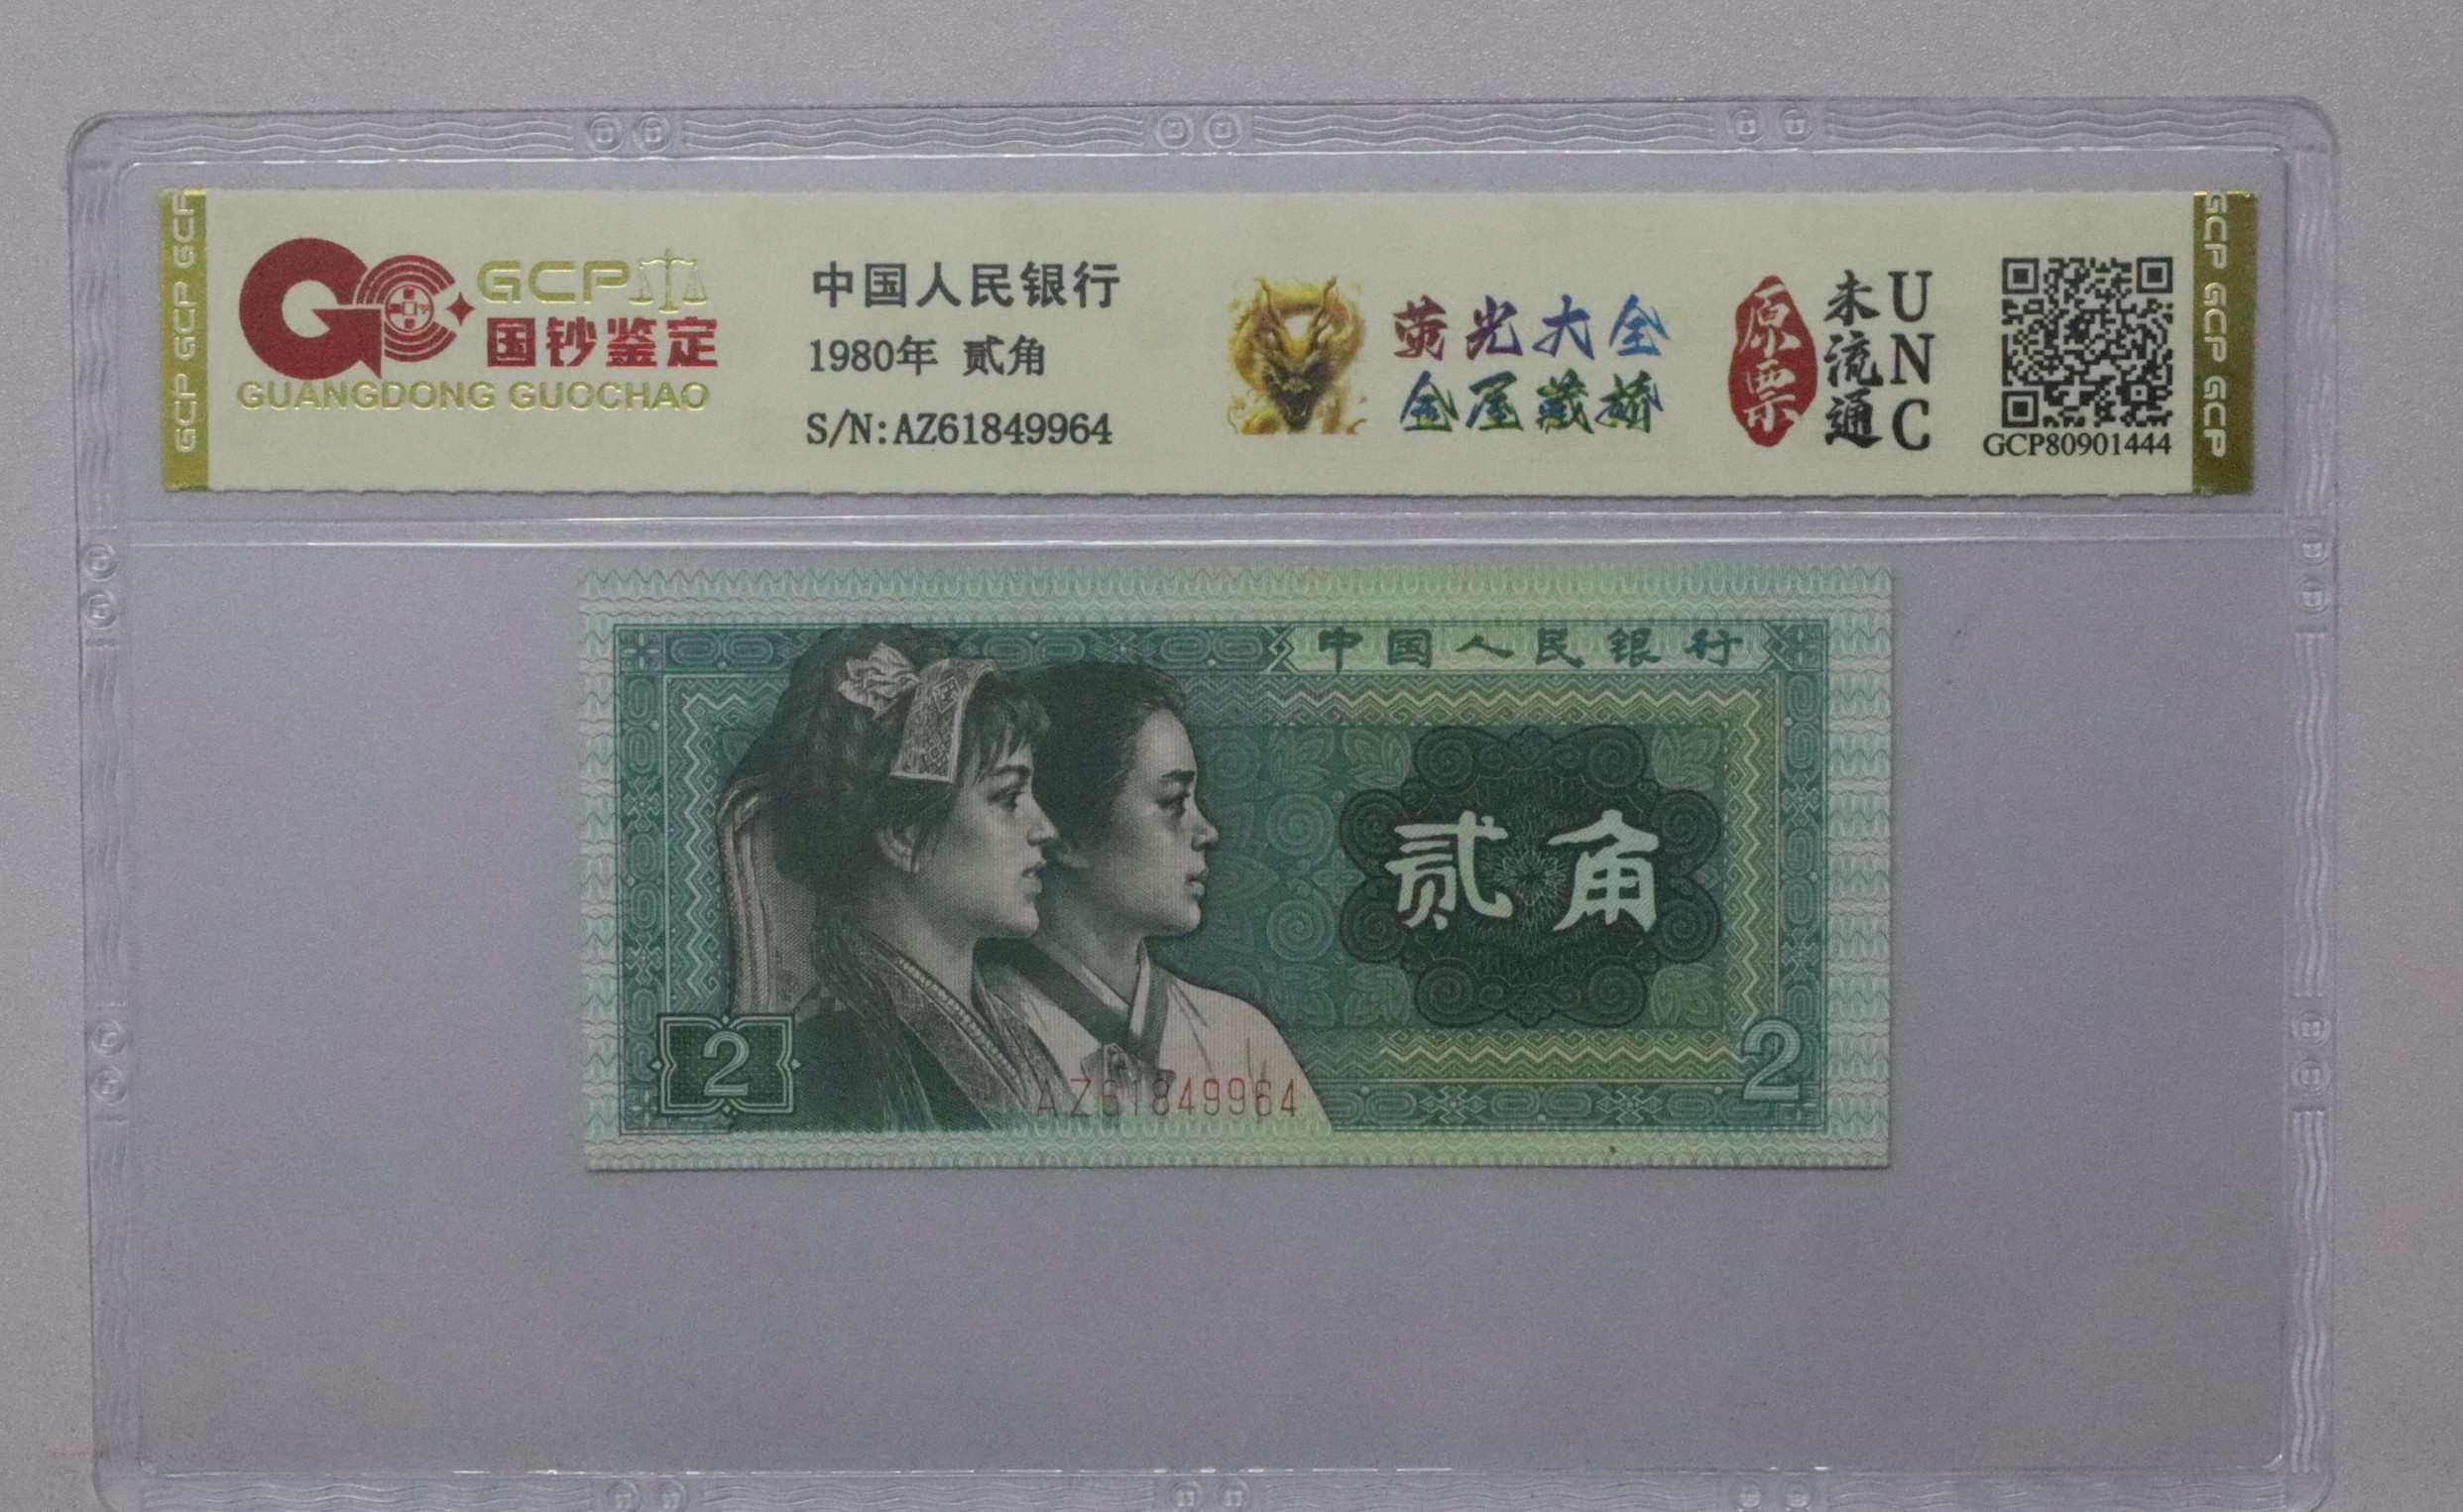 GCP GCP GCP
GCP
国钞鉴定
GUANGDONG GUOCHAO
中国人民银行
1980年 贰角
S/N:AZ61849964
荧光大全
金屋藏娇
原票
未流通
UNC
GCP80901444
GCP GCP GCP
中国人民银行
贰角
2
2
AZ61849964